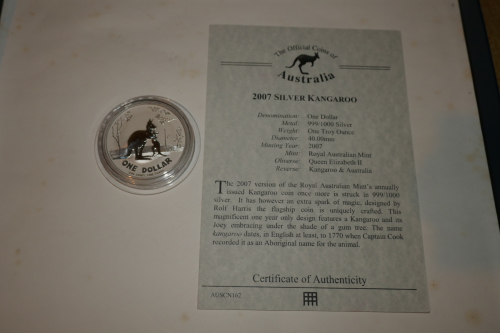 The Official Coins of
Australia
2007 SILVER KANGAROO
Denomination: One Dollar
Metal: 999/1000 Silver
Weight: One Troy Ounce
Diameter: 40.00mm
Minting Year: 2007
Mint: Royal Australian Mint
Obverse: Queen Elizabeth II
Reverse: Kangaroo & Australia
The 2007 version of the Royal Australian Mint's annually
issued Kangaroo coin once more is struck in 999/1000
silver. It has however an extra spark of magic, designed by
Rolf Harris the flagship coin is uniquely crafted. This
magnificent one year only design features a Kangaroo and its
Joey embracing under the shade of a gum tree. The name
kangaroo dates, in English at least, to 1770 when Captain Cook
recorded it as an Aboriginal name for the animal.
Certificate of Authenticity
AUSCN162
ONE DOLLAR